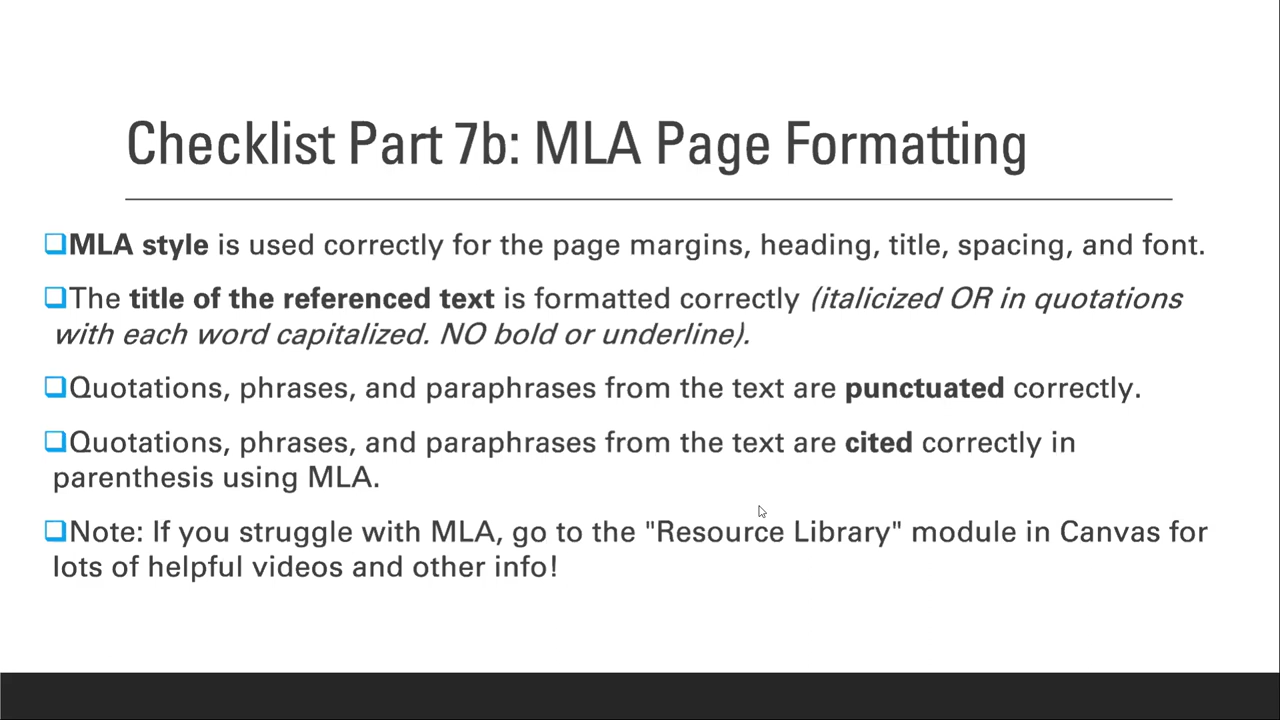 Checklist Part 7b: MLA Page Formatting
❑MLA style is used correctly for the page margins, heading, title, spacing, and font.
❑The title of the referenced text is formatted correctly (italicized OR in quotations
with each word capitalized. NO bold or underline).
❑Quotations, phrases, and paraphrases from the text are punctuated correctly.
❑Quotations, phrases, and paraphrases from the text are cited correctly in
parenthesis using MLA.
❑Note: If you struggle with MLA, go to the "Resource Library" module in Canvas for
lots of helpful videos and other info!